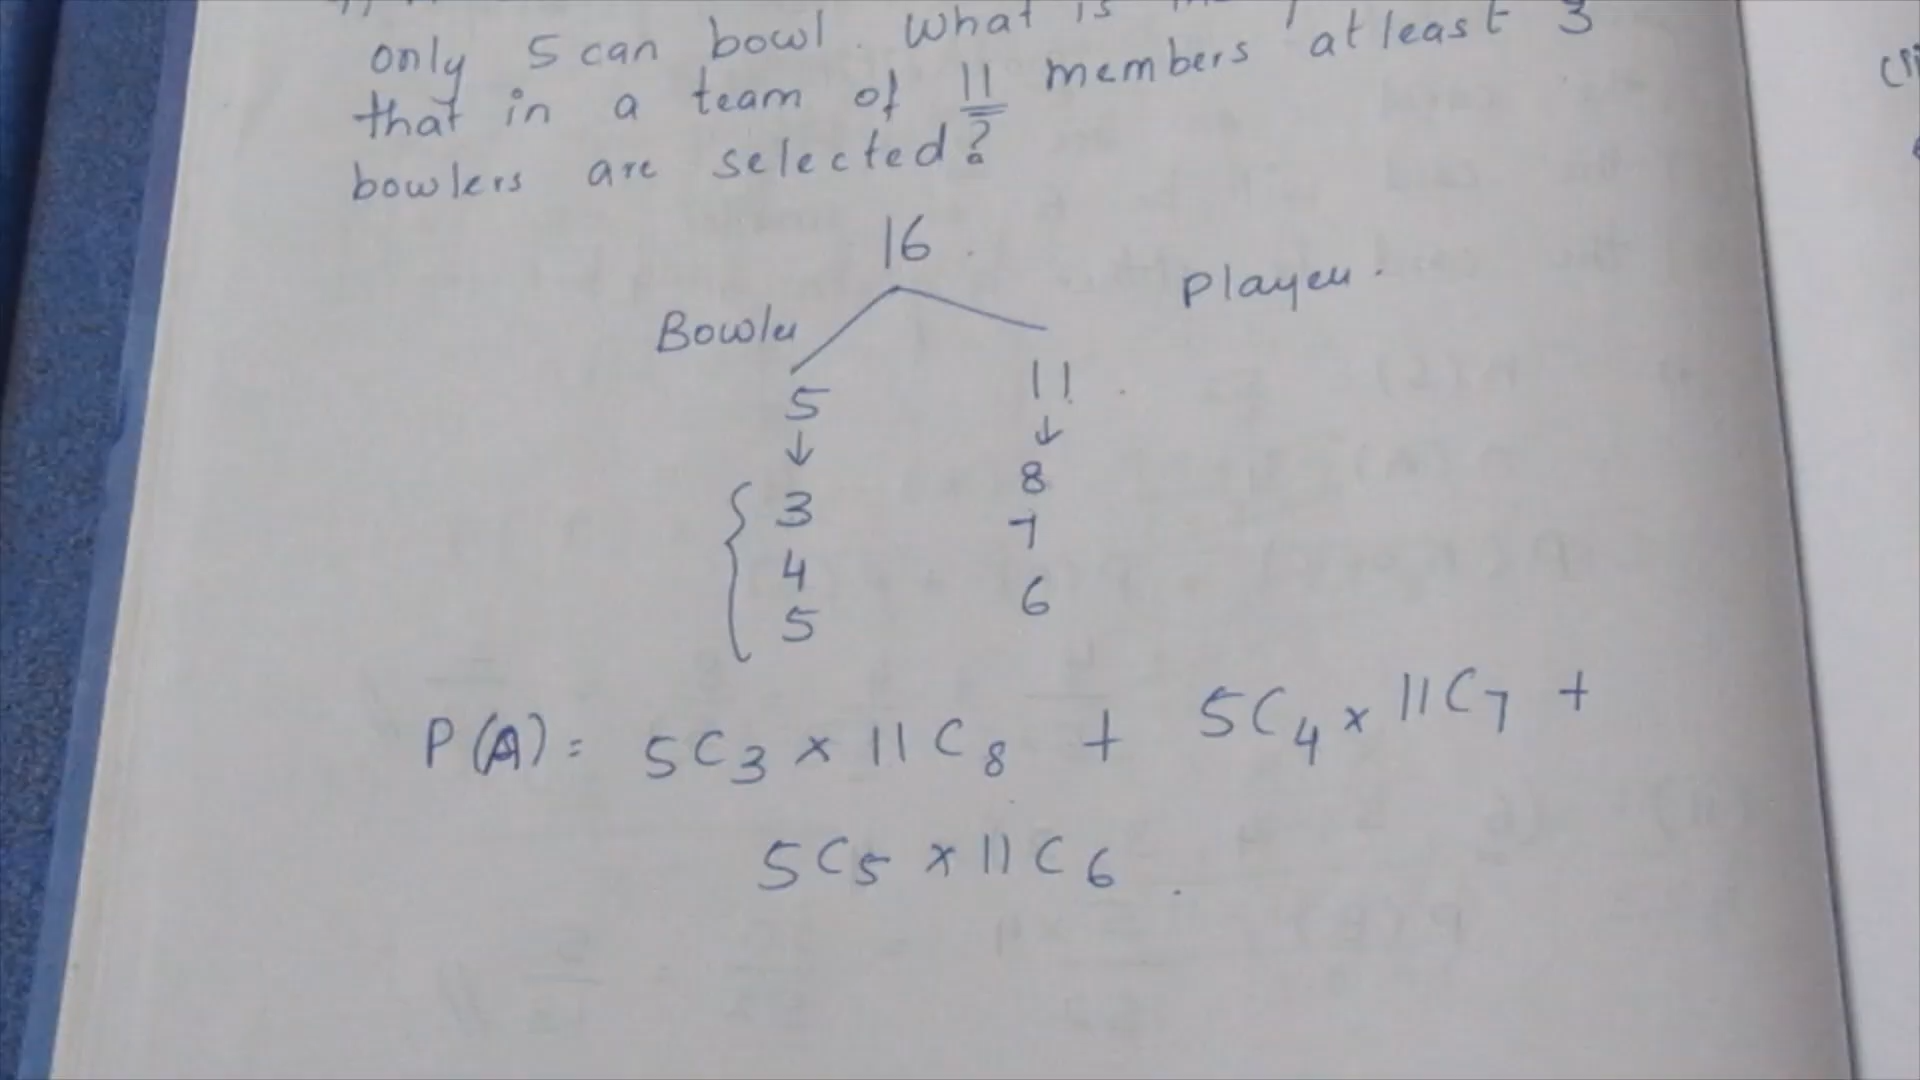 only 5 can bowl. What is
that in a team of 11 members atleast 3
bowlers are selected?
16
Bowler Player.
5 11
↓ ↓
3 8
4 7
5 6
P(A) = 5C3 × 11C8 + 5C4 × 11C7 +
5C5 × 11C6.